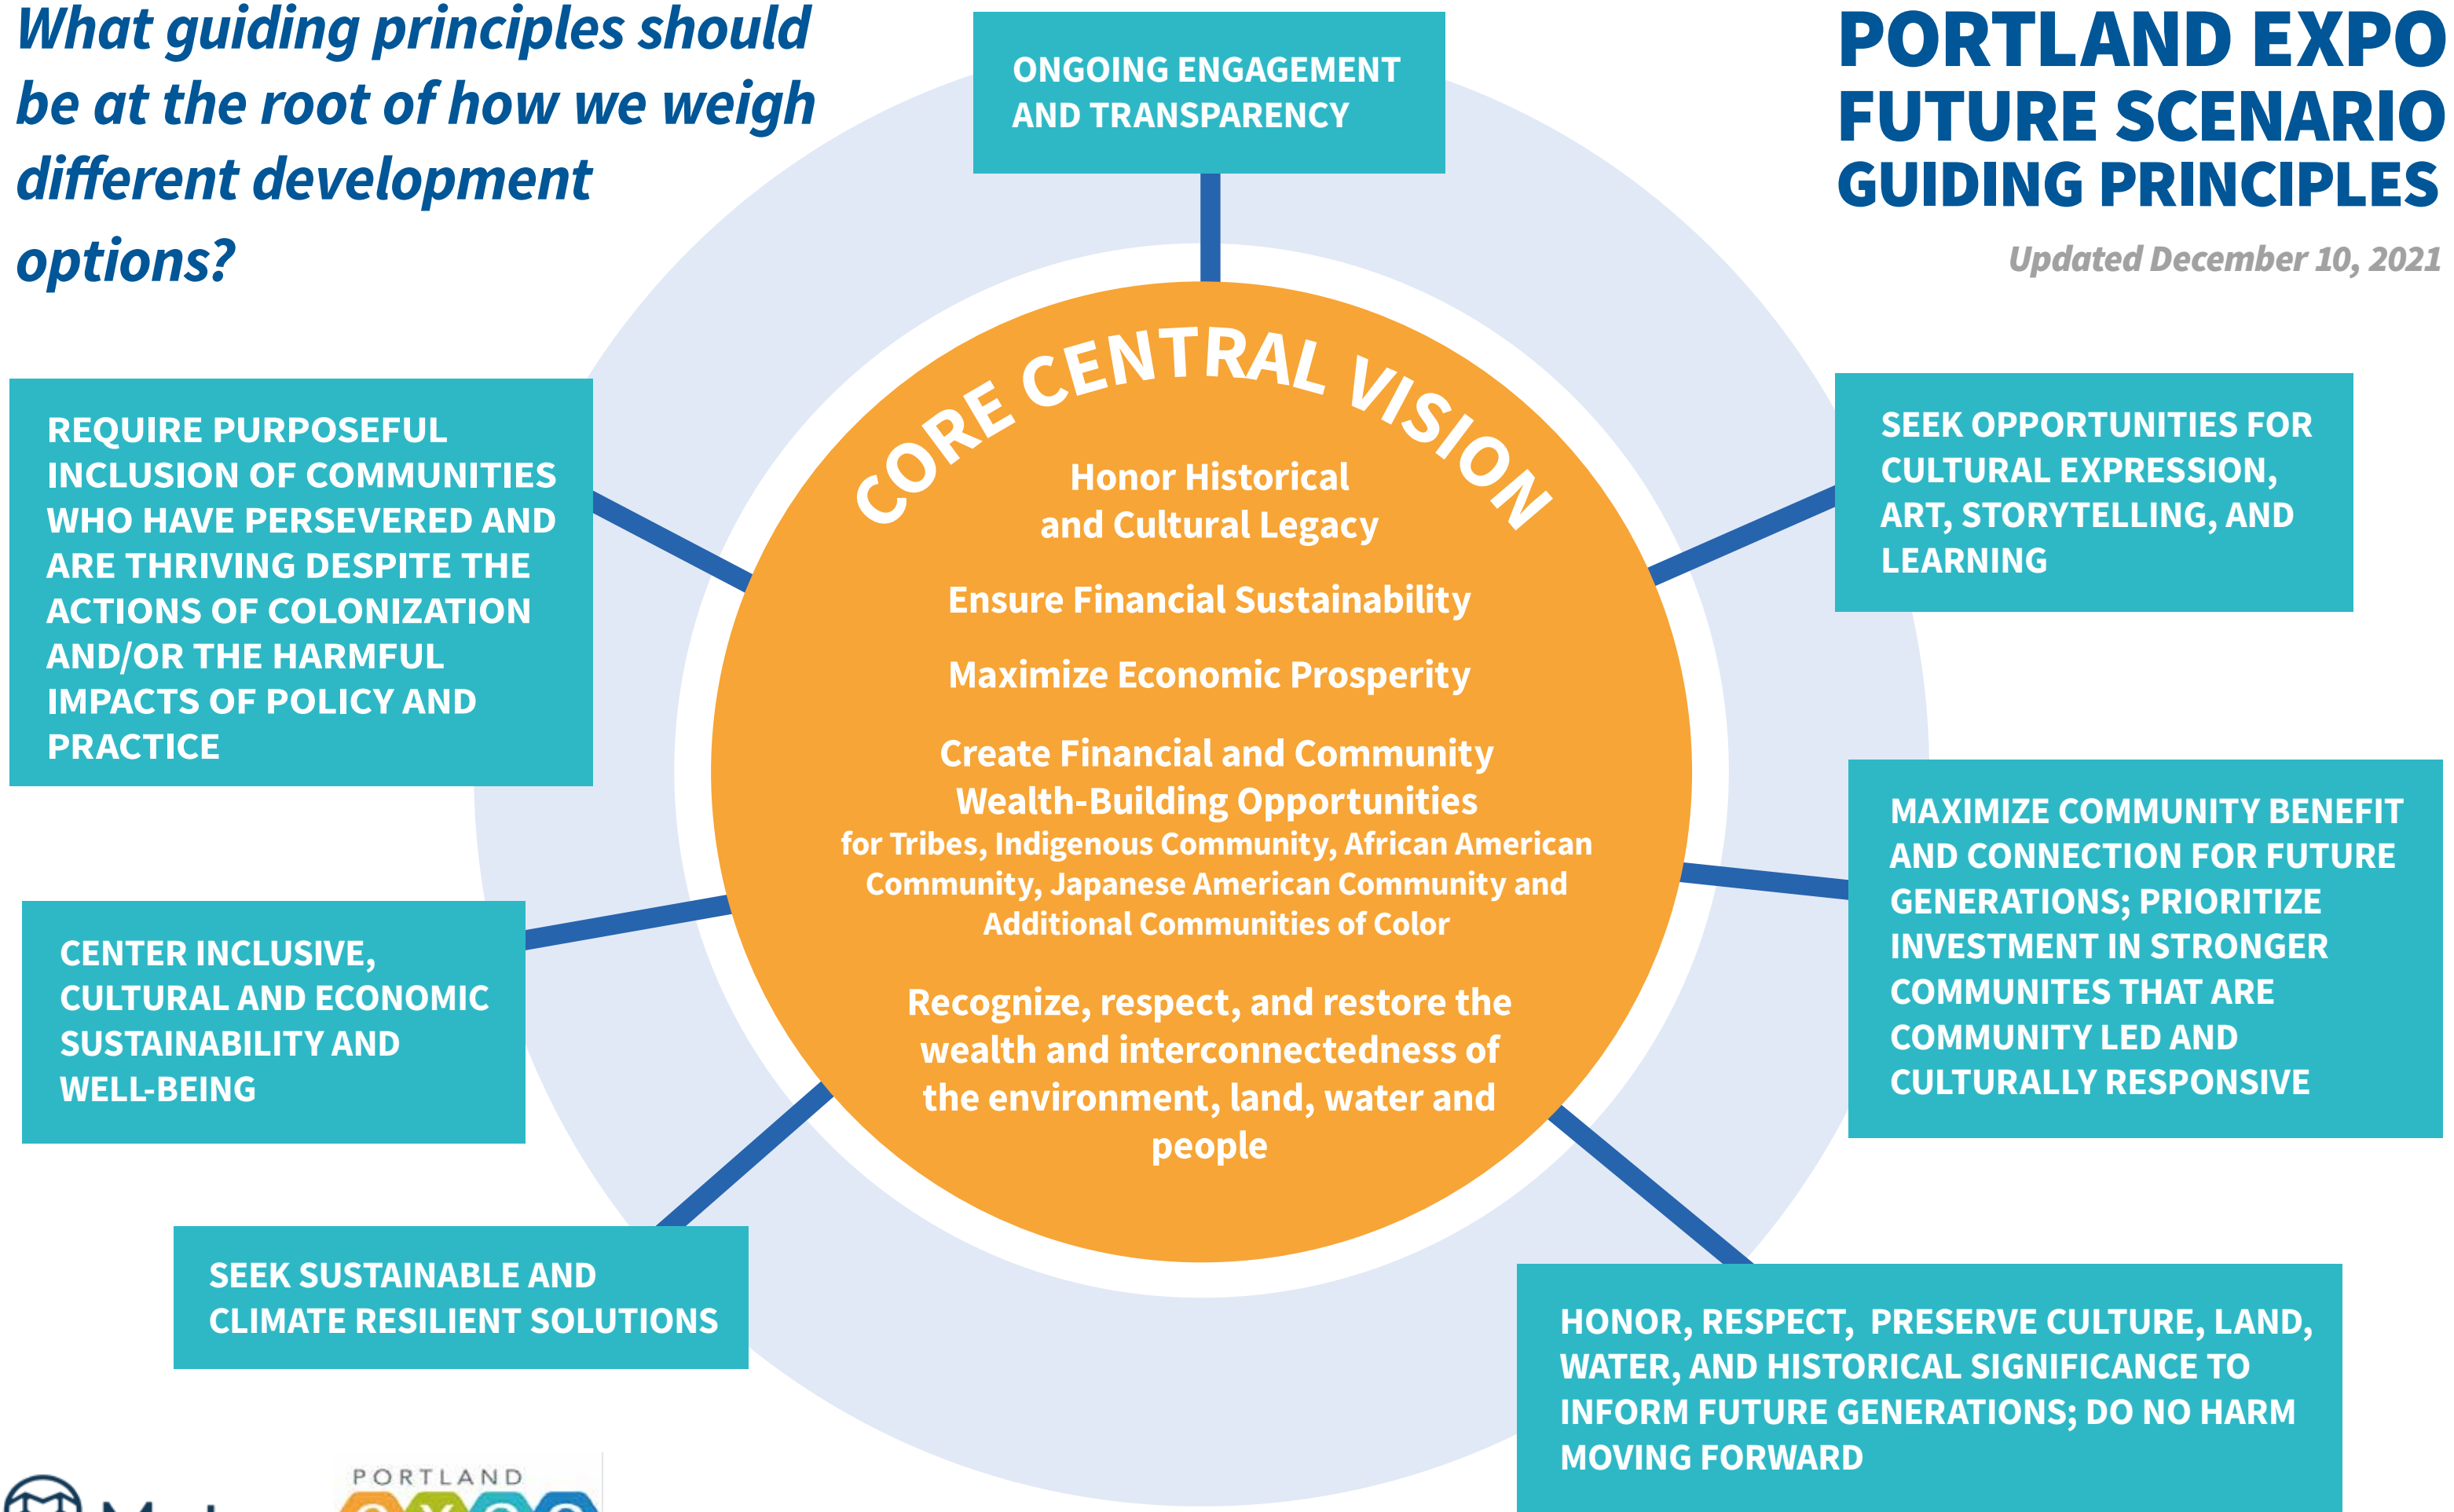 What guiding principles should
be at the root of how we weigh
different development
options?
PORTLAND EXPO
FUTURE SCENARIO
GUIDING PRINCIPLES
Updated December 10, 2021
ONGOING ENGAGEMENT
AND TRANSPARENCY
REQUIRE PURPOSEFUL
INCLUSION OF COMMUNITIES
WHO HAVE PERSEVERED AND
ARE THRIVING DESPITE THE
ACTIONS OF COLONIZATION
AND/OR THE HARMFUL
IMPACTS OF POLICY AND
PRACTICE
CENTER INCLUSIVE,
CULTURAL AND ECONOMIC
SUSTAINABILITY AND
WELL-BEING
SEEK SUSTAINABLE AND
CLIMATE RESILIENT SOLUTIONS
CORE CENTRAL VISION
Honor Historical
and Cultural Legacy
Ensure Financial Sustainability
Maximize Economic Prosperity
Create Financial and Community
Wealth-Building Opportunities
for Tribes, Indigenous Community, African American
Community, Japanese American Community and
Additional Communities of Color
Recognize, respect, and restore the
wealth and interconnectedness of
the environment, land, water and
people
SEEK OPPORTUNITIES FOR
CULTURAL EXPRESSION,
ART, STORYTELLING, AND
LEARNING
MAXIMIZE COMMUNITY BENEFIT
AND CONNECTION FOR FUTURE
GENERATIONS; PRIORITIZE
INVESTMENT IN STRONGER
COMMUNITES THAT ARE
COMMUNITY LED AND
CULTURALLY RESPONSIVE
HONOR, RESPECT,  PRESERVE CULTURE, LAND,
WATER, AND HISTORICAL SIGNIFICANCE TO
INFORM FUTURE GENERATIONS; DO NO HARM
MOVING FORWARD
PORTLAND